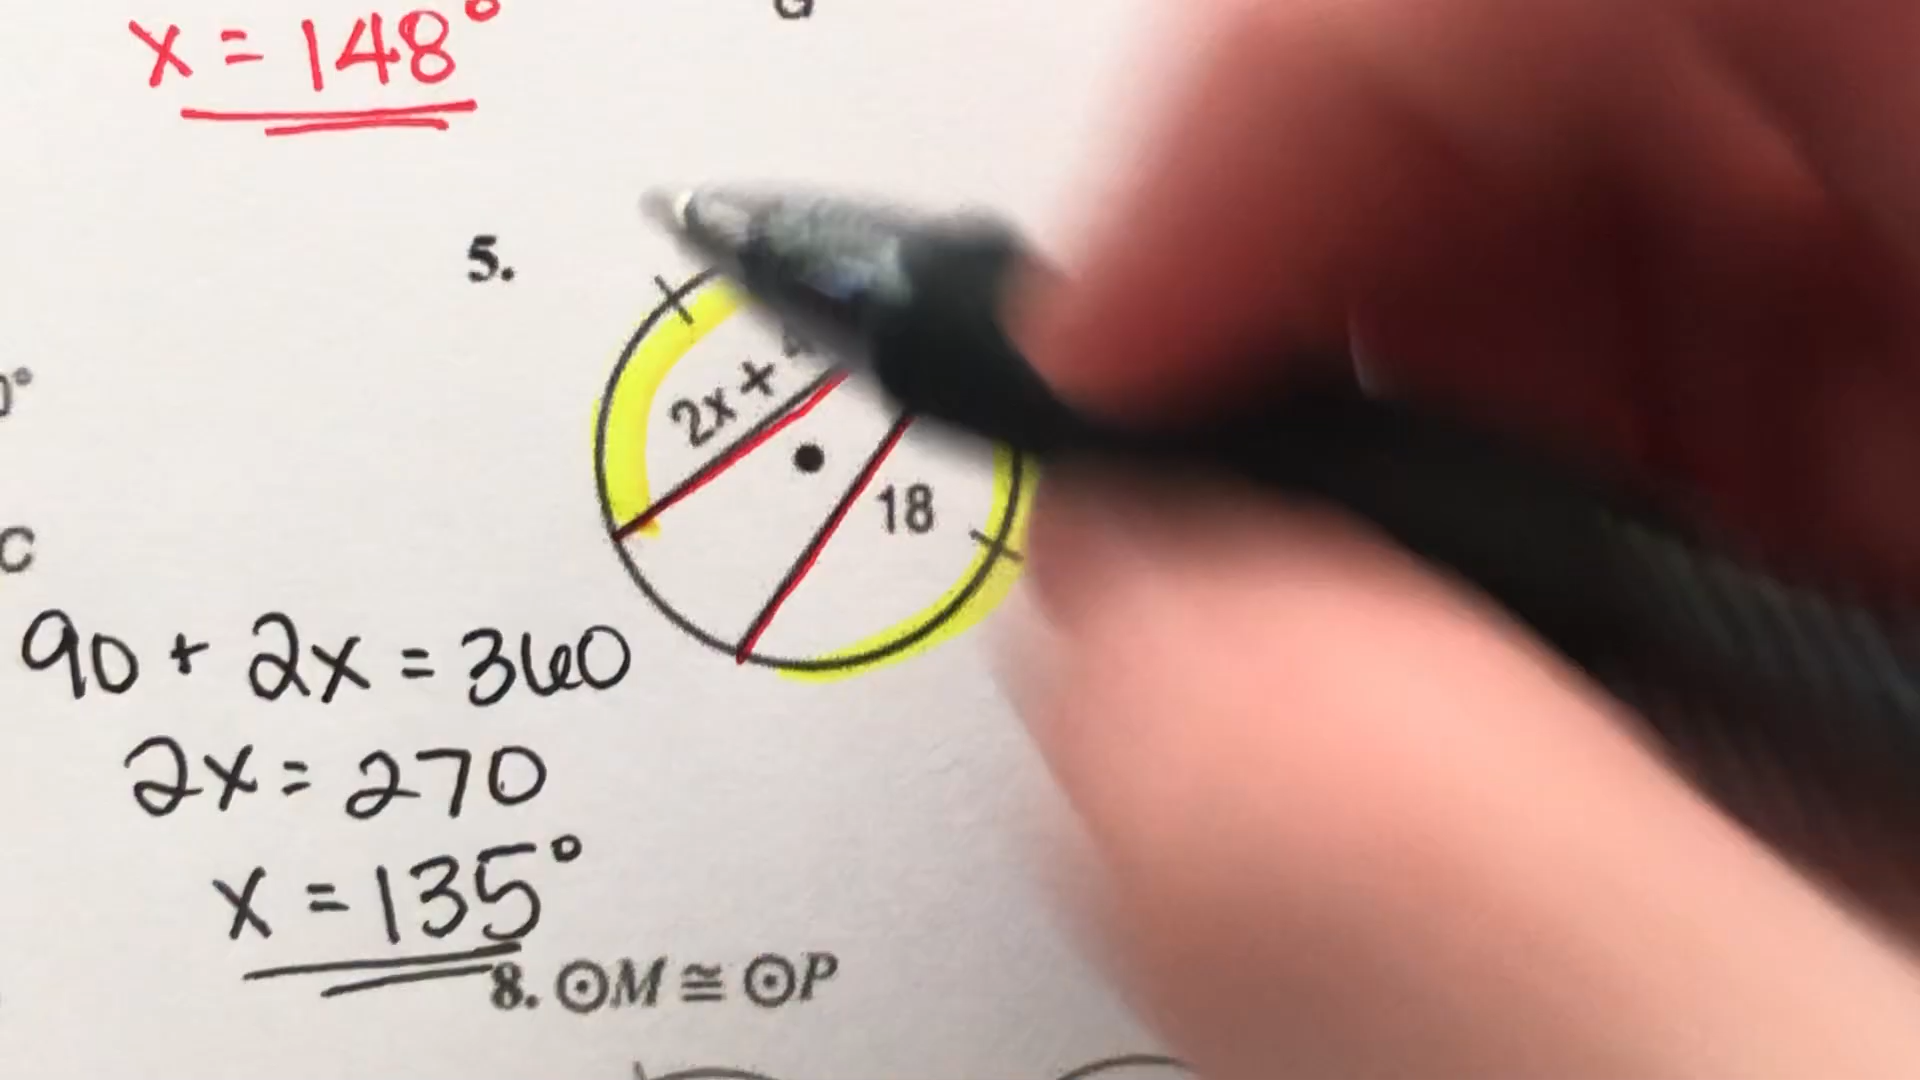 x = 148°
5.
2x +
18
C
90 + 2x = 360
2x = 270
x = 135°
8. ⊙M ≅ ⊙P